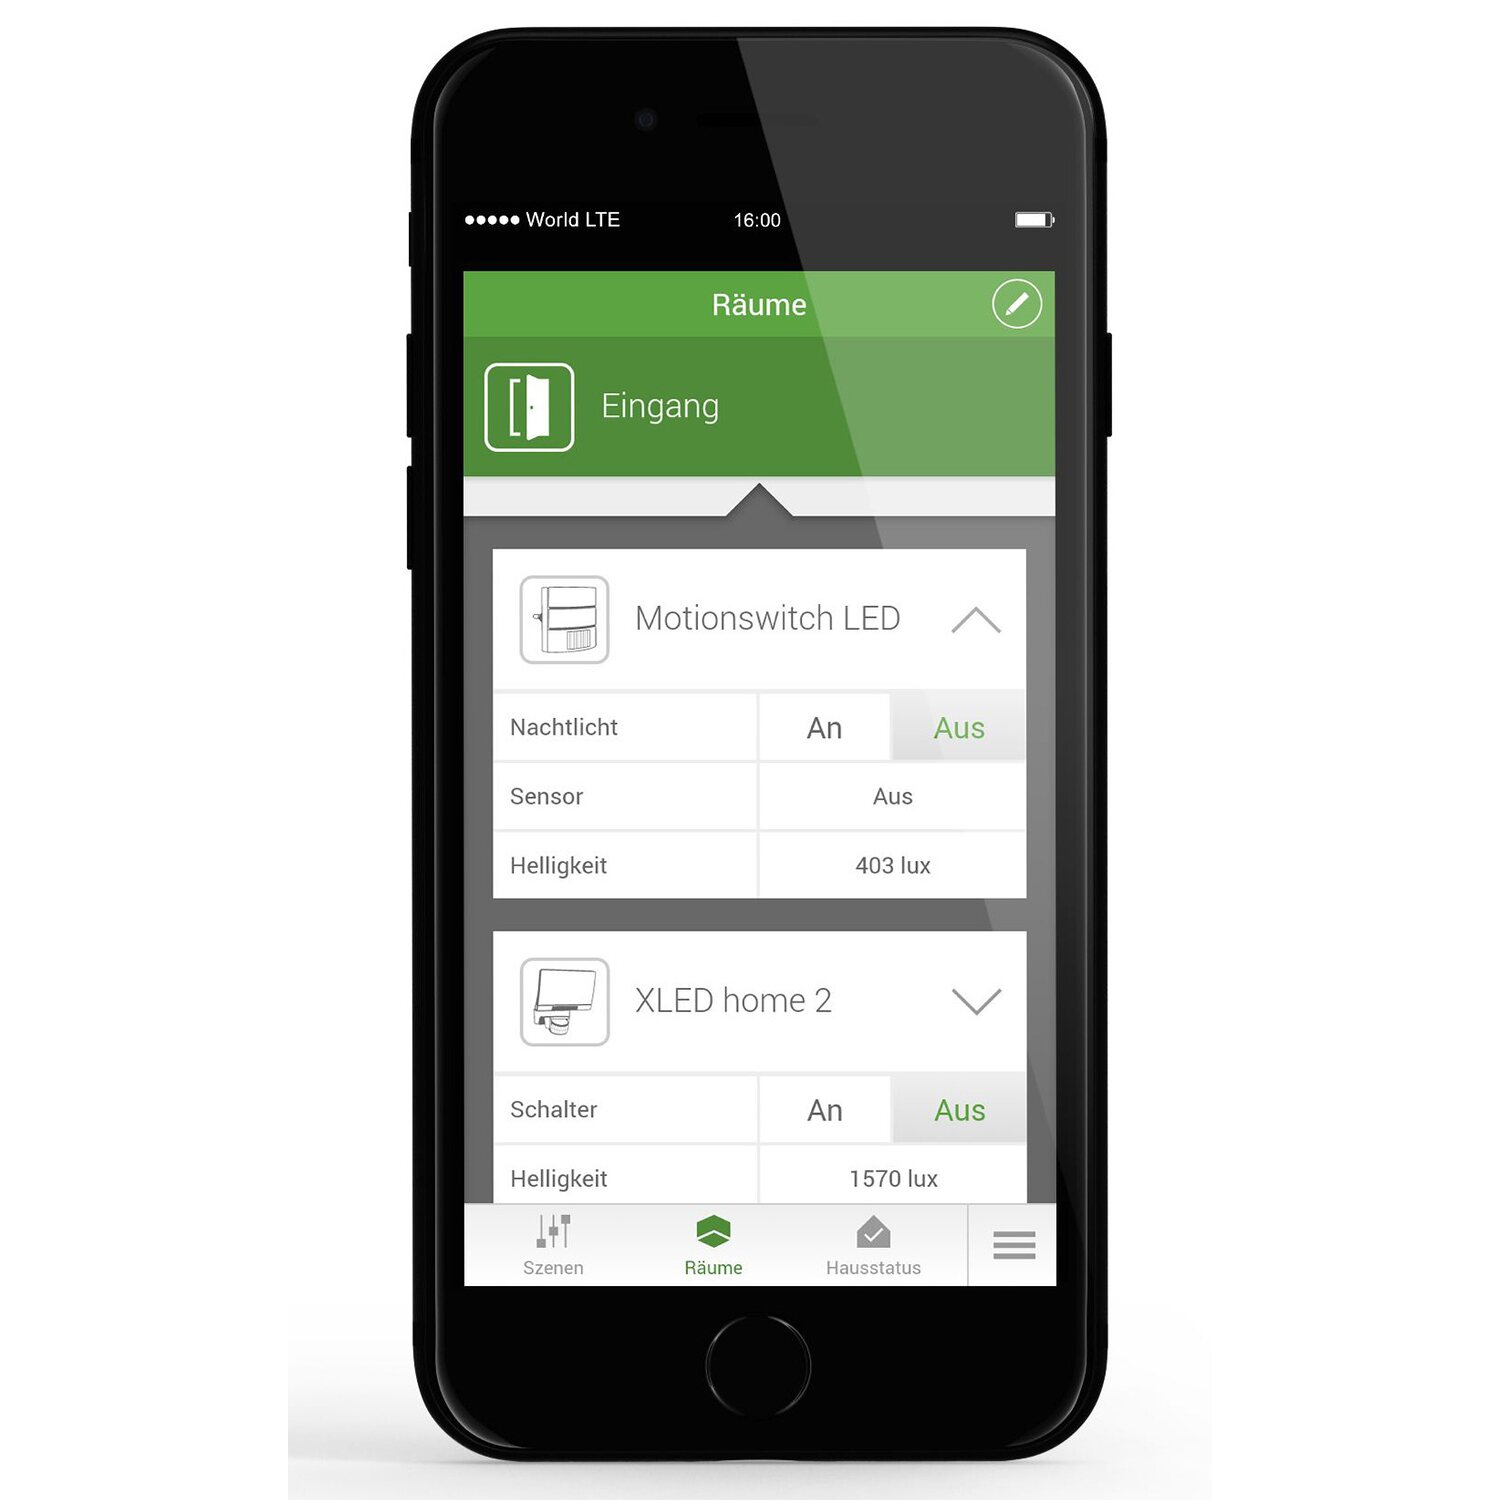 World LTE 16:00
Räume
Eingang
Motionswitch LED
Nachtlicht An Aus
Sensor Aus
Helligkeit 403 lux
XLED home 2
Schalter An Aus
Helligkeit 1570 lux
Szenen Räume Hausstatus